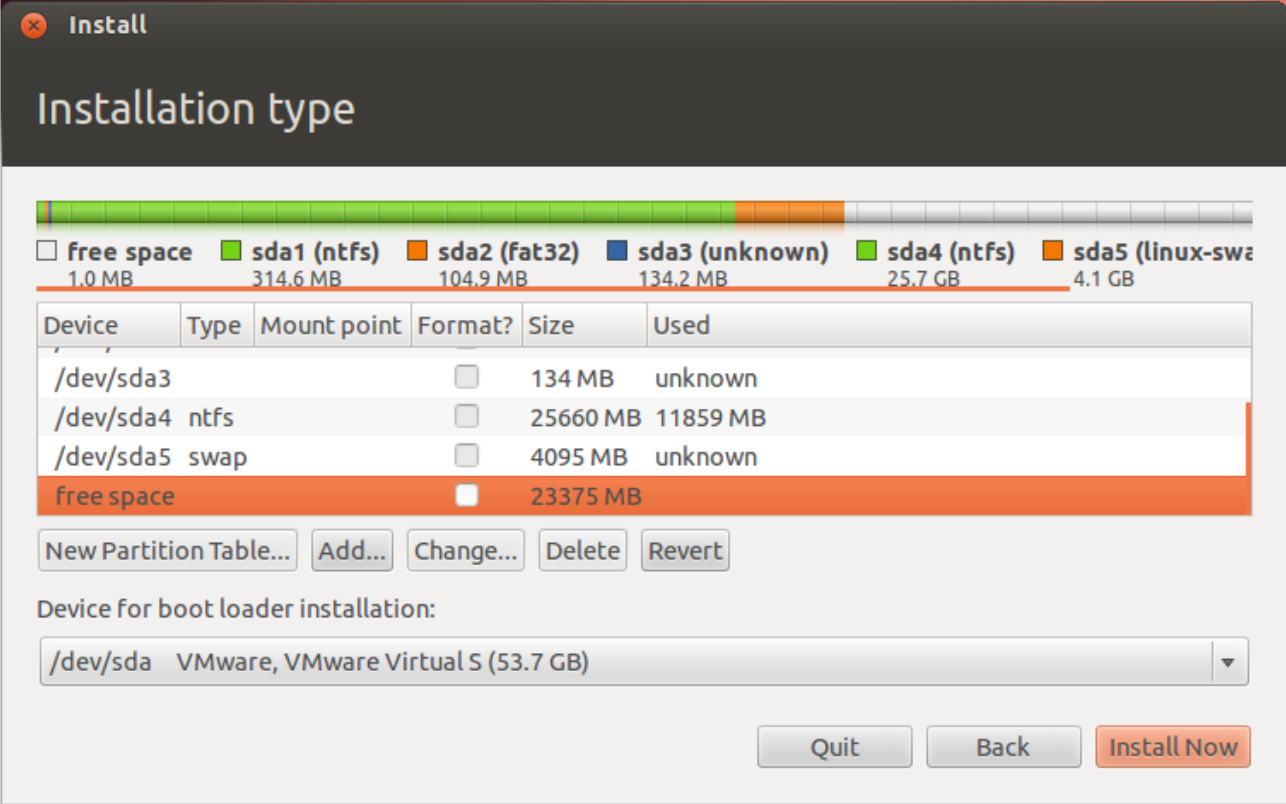 Install
Installation type
free space sda1 (ntfs) sda2 (fat32) sda3 (unknown) sda4 (ntfs) sda5 (linux-swa
1.0 MB 314.6 MB 104.9 MB 134.2 MB 25.7 GB 4.1 GB
Device Type Mount point Format? Size Used
/dev/sda3 134 MB unknown
/dev/sda4 ntfs 25660 MB 11859 MB
/dev/sda5 swap 4095 MB unknown
free space 23375 MB
New Partition Table... Add... Change... Delete Revert
Device for boot loader installation:
/dev/sda VMware, VMware Virtual S (53.7 GB)
Quit Back Install Now